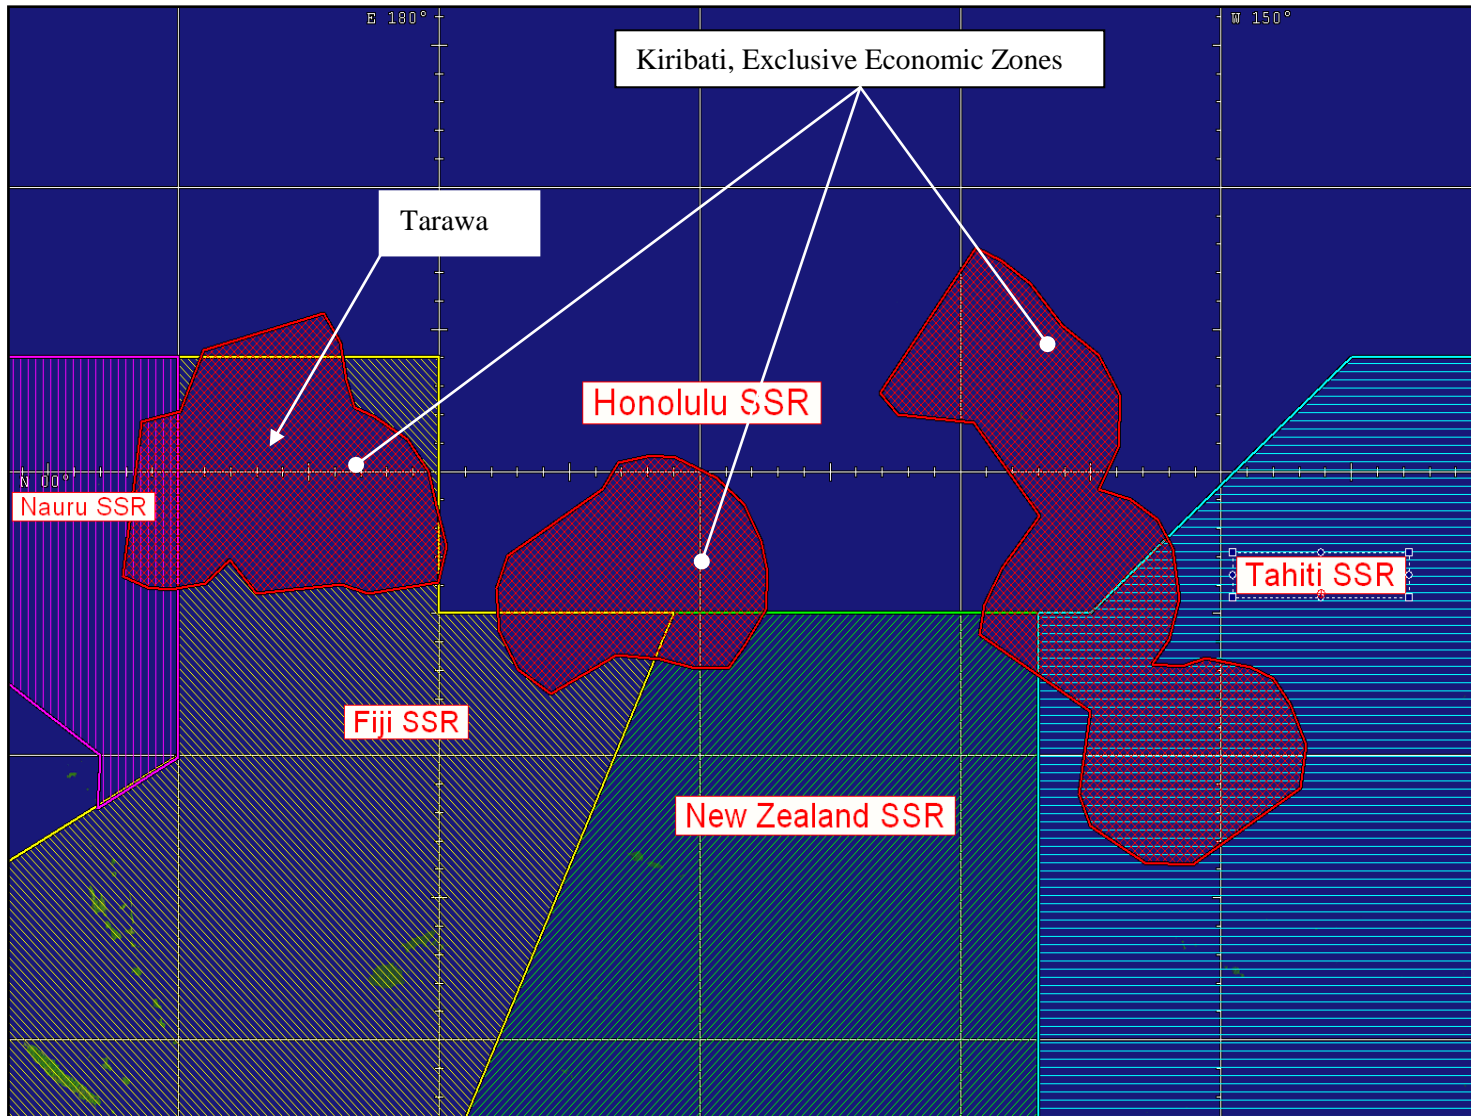 E 180°
W 150°
Kiribati, Exclusive Economic Zones
Tarawa
Honolulu SSR
N 00°
Nauru SSR
Tahiti SSR
Fiji SSR
New Zealand SSR